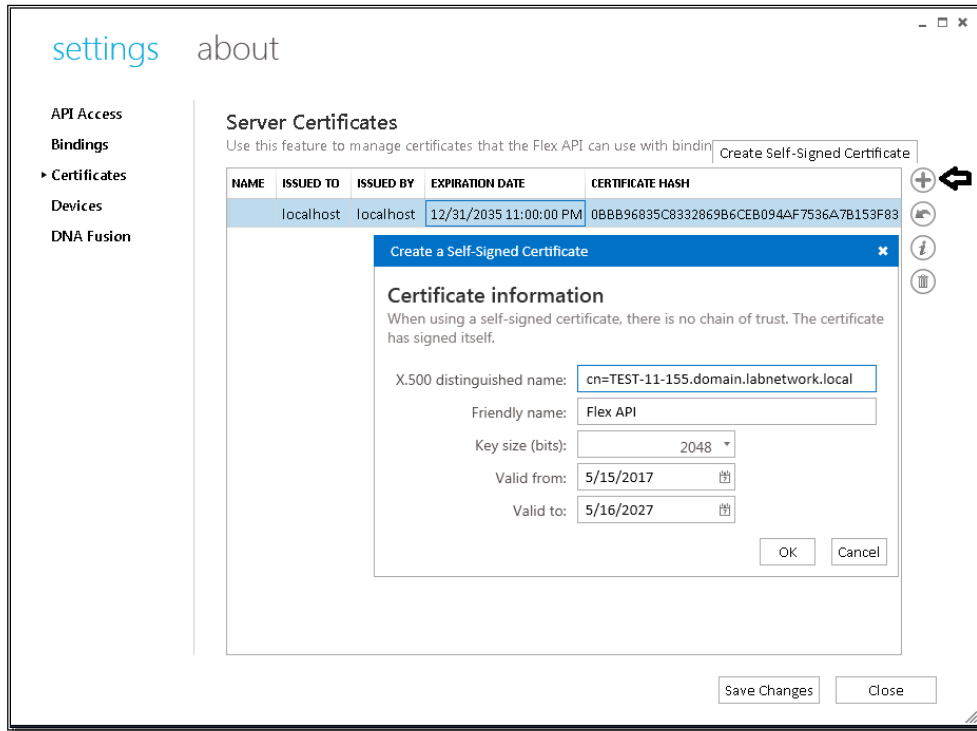 settings about
API Access
Bindings
Certificates
Devices
DNA Fusion
Server Certificates
Use this feature to manage certificates that the Flex API can use with bindin
Create Self-Signed Certificate
NAME ISSUED TO ISSUED BY EXPIRATION DATE CERTIFICATE HASH
localhost localhost 12/31/2035 11:00:00 PM 0BBB96835C8332869B6CEB094AF7536A7B153F83
Create a Self-Signed Certificate
Certificate information
When using a self-signed certificate, there is no chain of trust. The certificate
has signed itself.
X.500 distinguished name: cn=TEST-11-155.domain.labnetwork.local
Friendly name: Flex API
Key size (bits): 2048
Valid from: 5/15/2017
Valid to: 5/16/2027
OK Cancel
Save Changes Close